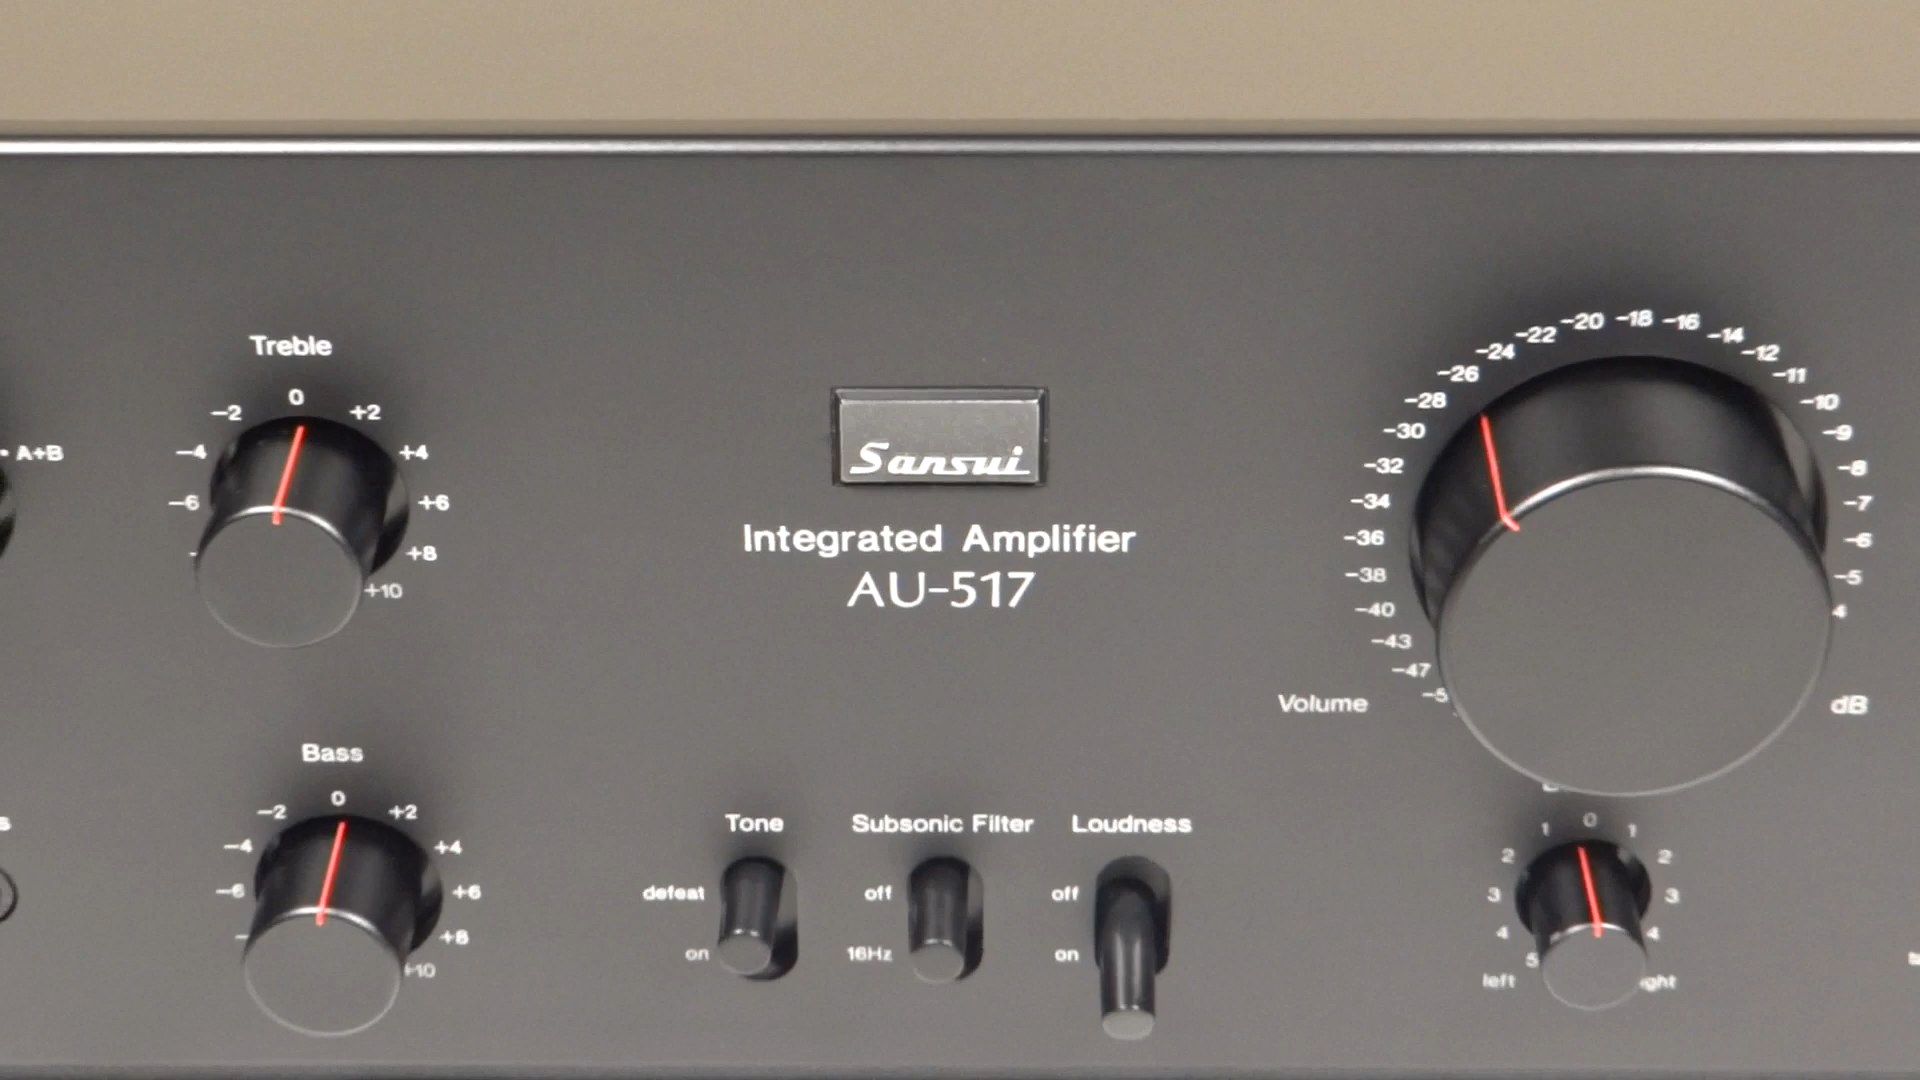 Treble
0
-2 +2
-4 +4
-6 +6
+8
+10
A+B
Bass
0
-2 +2
-4 +4
-6 +6
+8
+10
Sansui
Integrated Amplifier
AU-517
Tone
defeat
on
Subsonic Filter
off
16Hz
Loudness
off
on
-20 -18 -16
-22 -14
-24 -12
-26 -11
-28 -10
-30 -9
-32 -8
-34 -7
-36 -6
-38 -5
-40 4
-43
-47
Volume dB
0
1 1
2 2
3 3
4 4
5
left